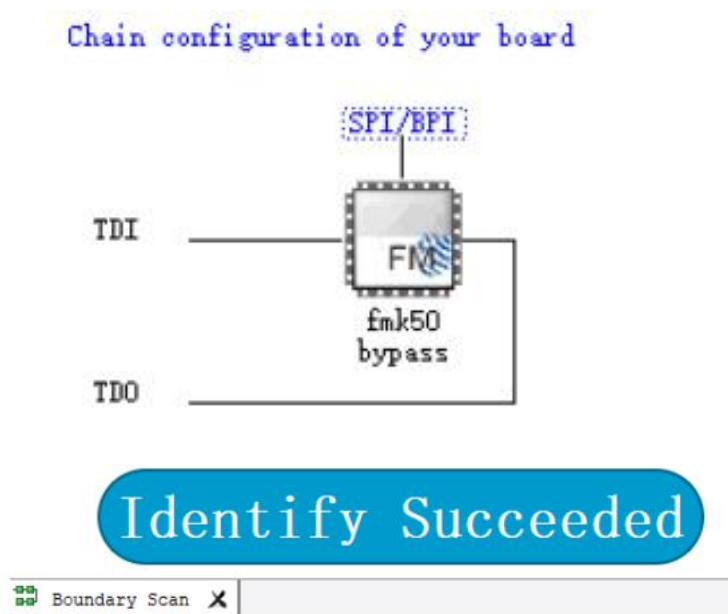 Chain configuration of your board
SPI/BPI
TDI
FM
fmk50
bypass
TDO
Identify Succeeded
Boundary Scan